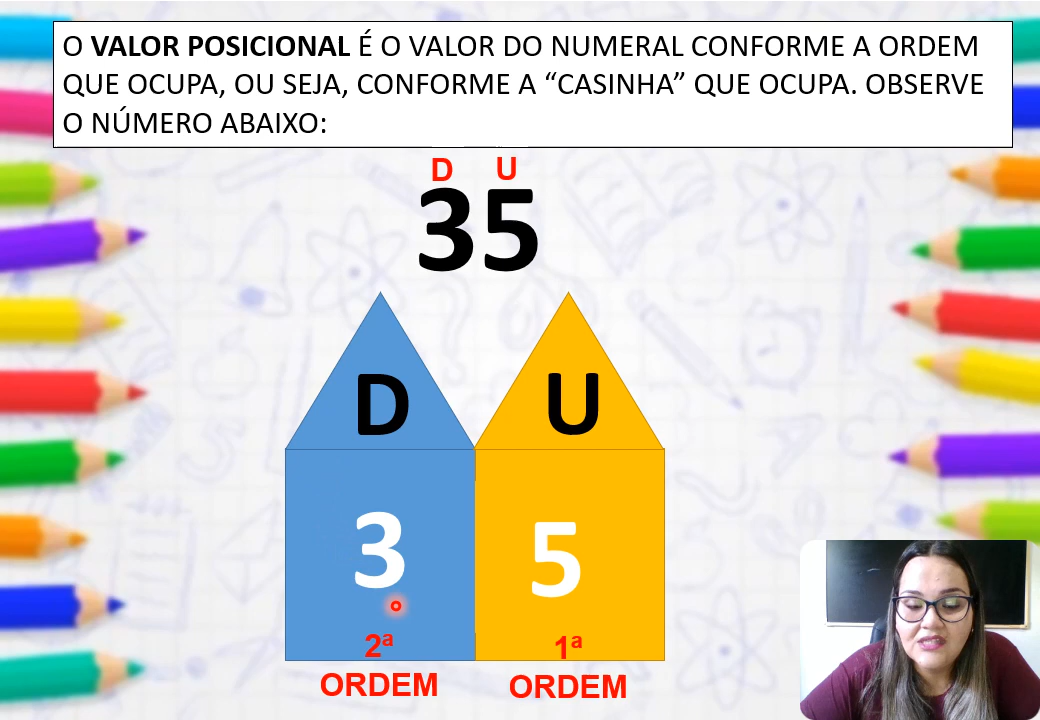 O VALOR POSICIONAL É O VALOR DO NUMERAL CONFORME A ORDEM
QUE OCUPA, OU SEJA, CONFORME A “CASINHA” QUE OCUPA. OBSERVE
O NÚMERO ABAIXO:
D U
35
D U
3 5
2ª 1ª
ORDEM ORDEM